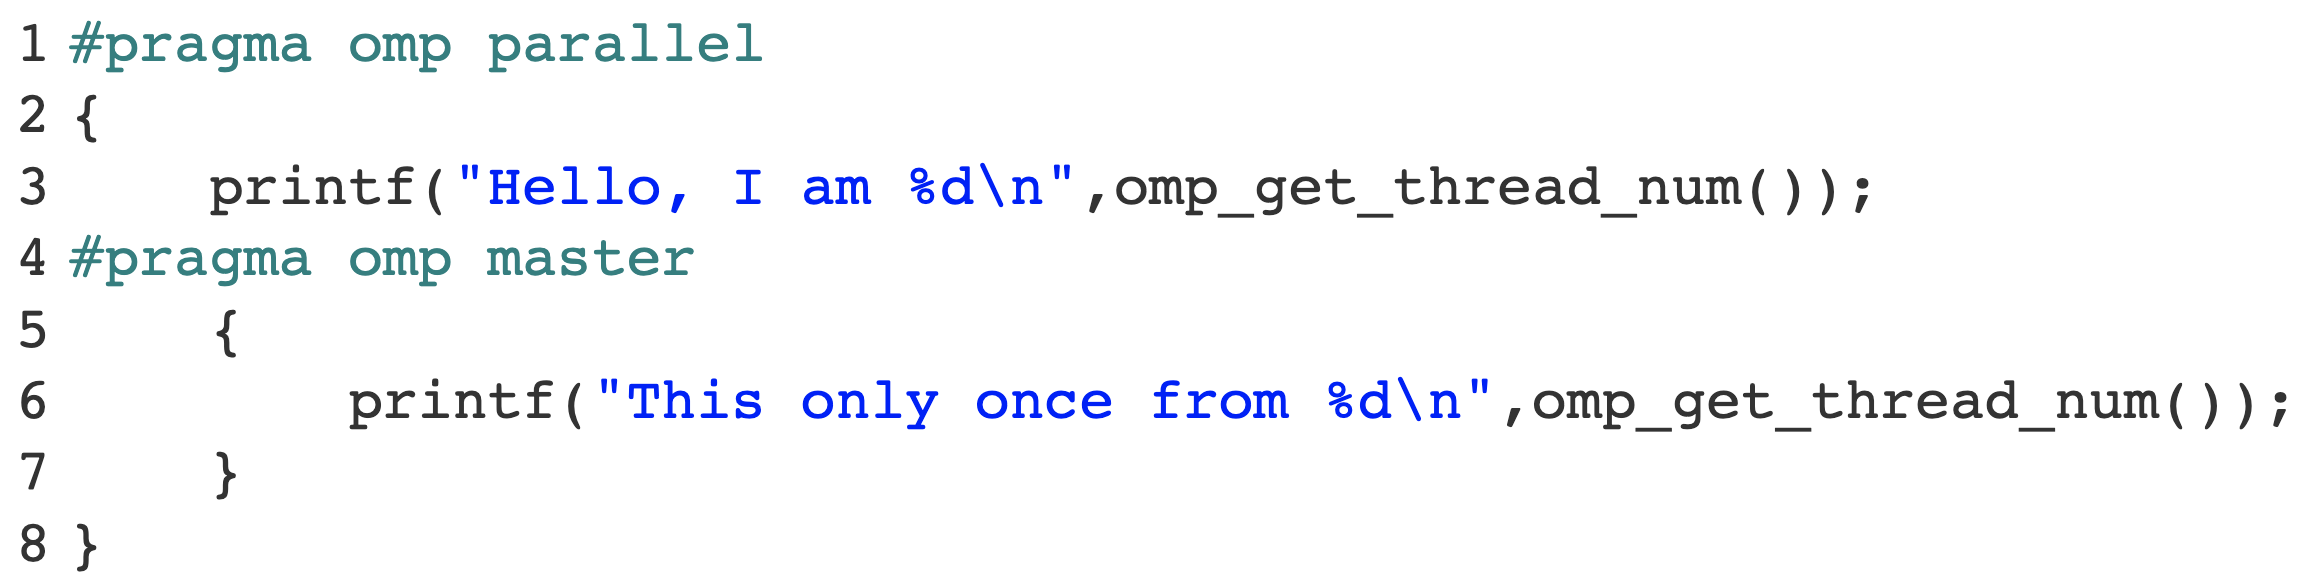 1 #pragma omp parallel
2 {
3     printf("Hello, I am %d\n",omp_get_thread_num());
4 #pragma omp master
5     {
6         printf("This only once from %d\n",omp_get_thread_num());
7     }
8 }